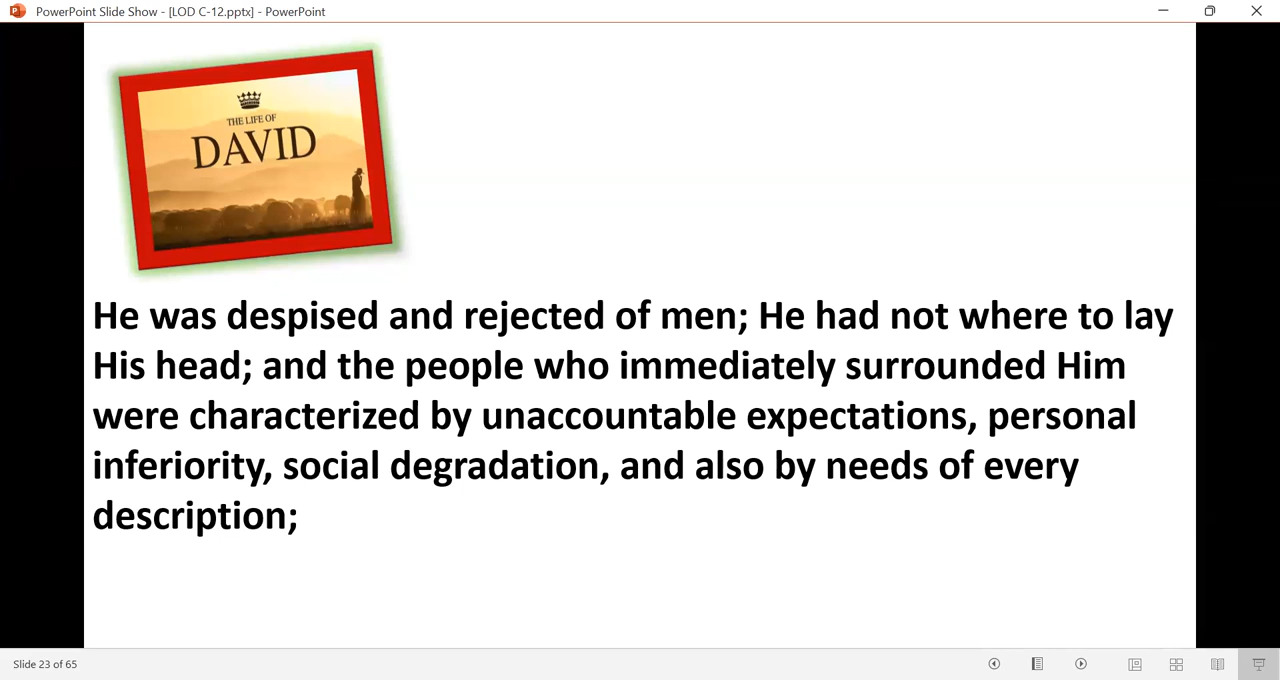 PowerPoint Slide Show - [LOD C-12.pptx] - PowerPoint
THE LIFE OF
DAVID
He was despised and rejected of men; He had not where to lay
His head; and the people who immediately surrounded Him
were characterized by unaccountable expectations, personal
inferiority, social degradation, and also by needs of every
description;
Slide 23 of 65